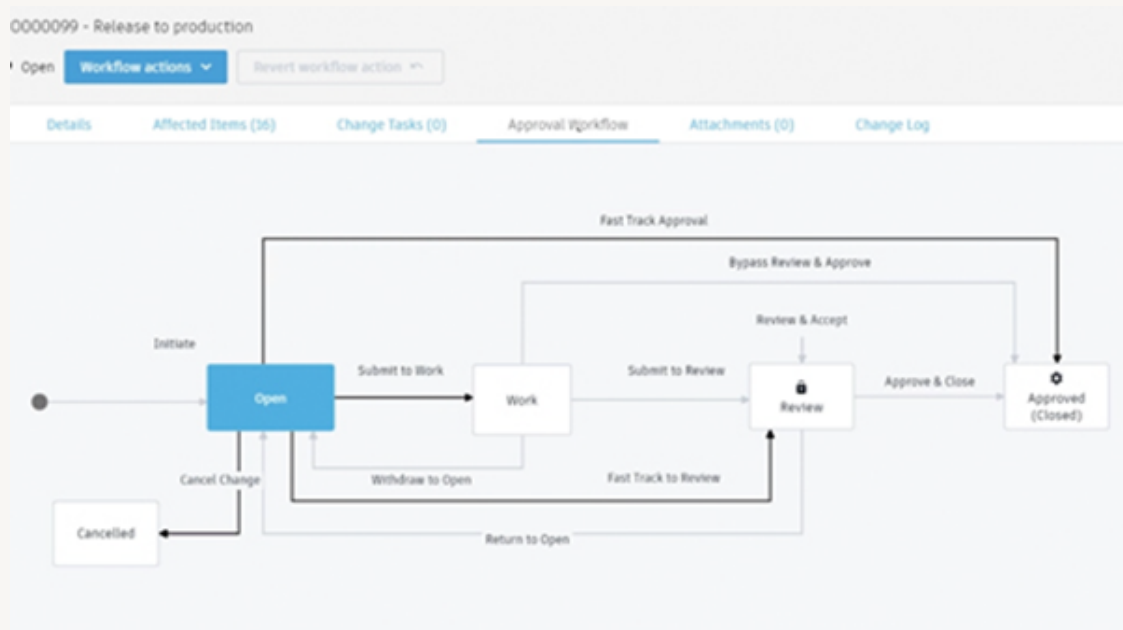 0000099 - Release to production
Open
Workflow actions
Revert workflow action
Details
Affected Items (16)
Change Tasks (0)
Approval Workflow
Attachments (0)
Change Log
Fast Track Approval
Bypass Review & Approve
Review & Accept
Initiate
Submit to Work
Submit to Review
Approve & Close
Open
Work
Review
Approved
(Closed)
Cancel Change
Withdraw to Open
Fast Track to Review
Cancelled
Return to Open